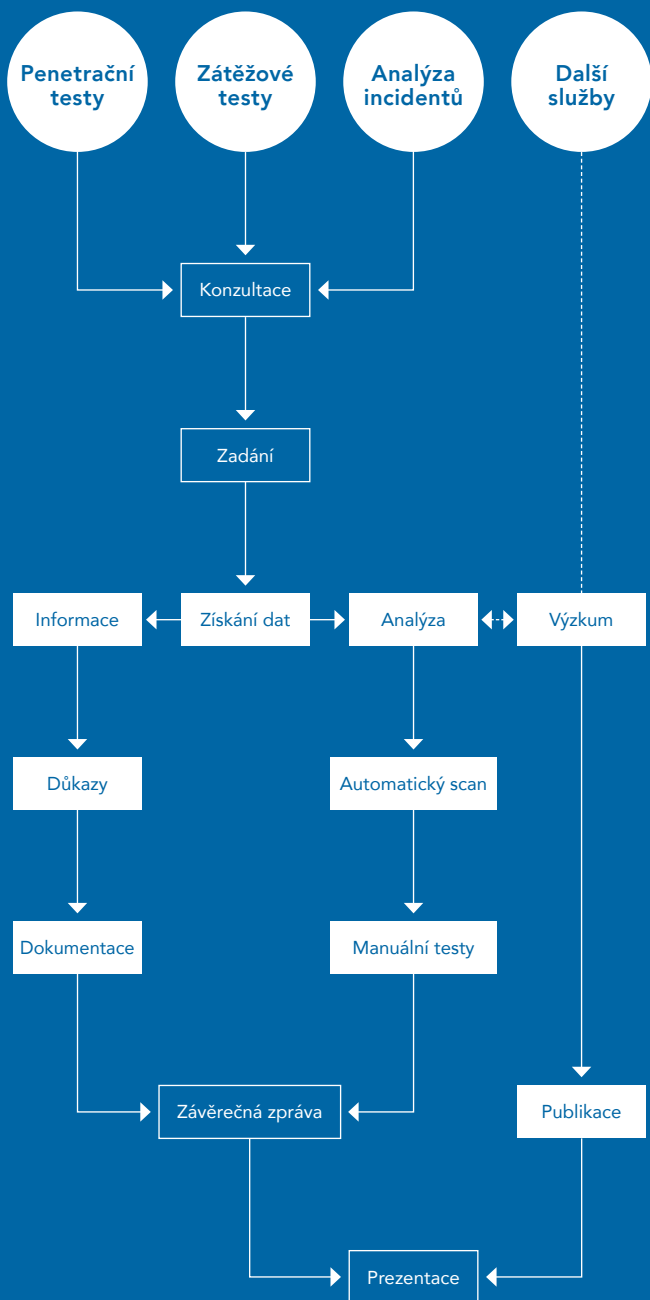 Penetrační
testy
Zátěžové
testy
Analýza
incidentů
Další
služby
Konzultace
Zadání
Informace
Získání dat
Analýza
Výzkum
Důkazy
Automatický scan
Dokumentace
Manuální testy
Závěrečná zpráva
Publikace
Prezentace